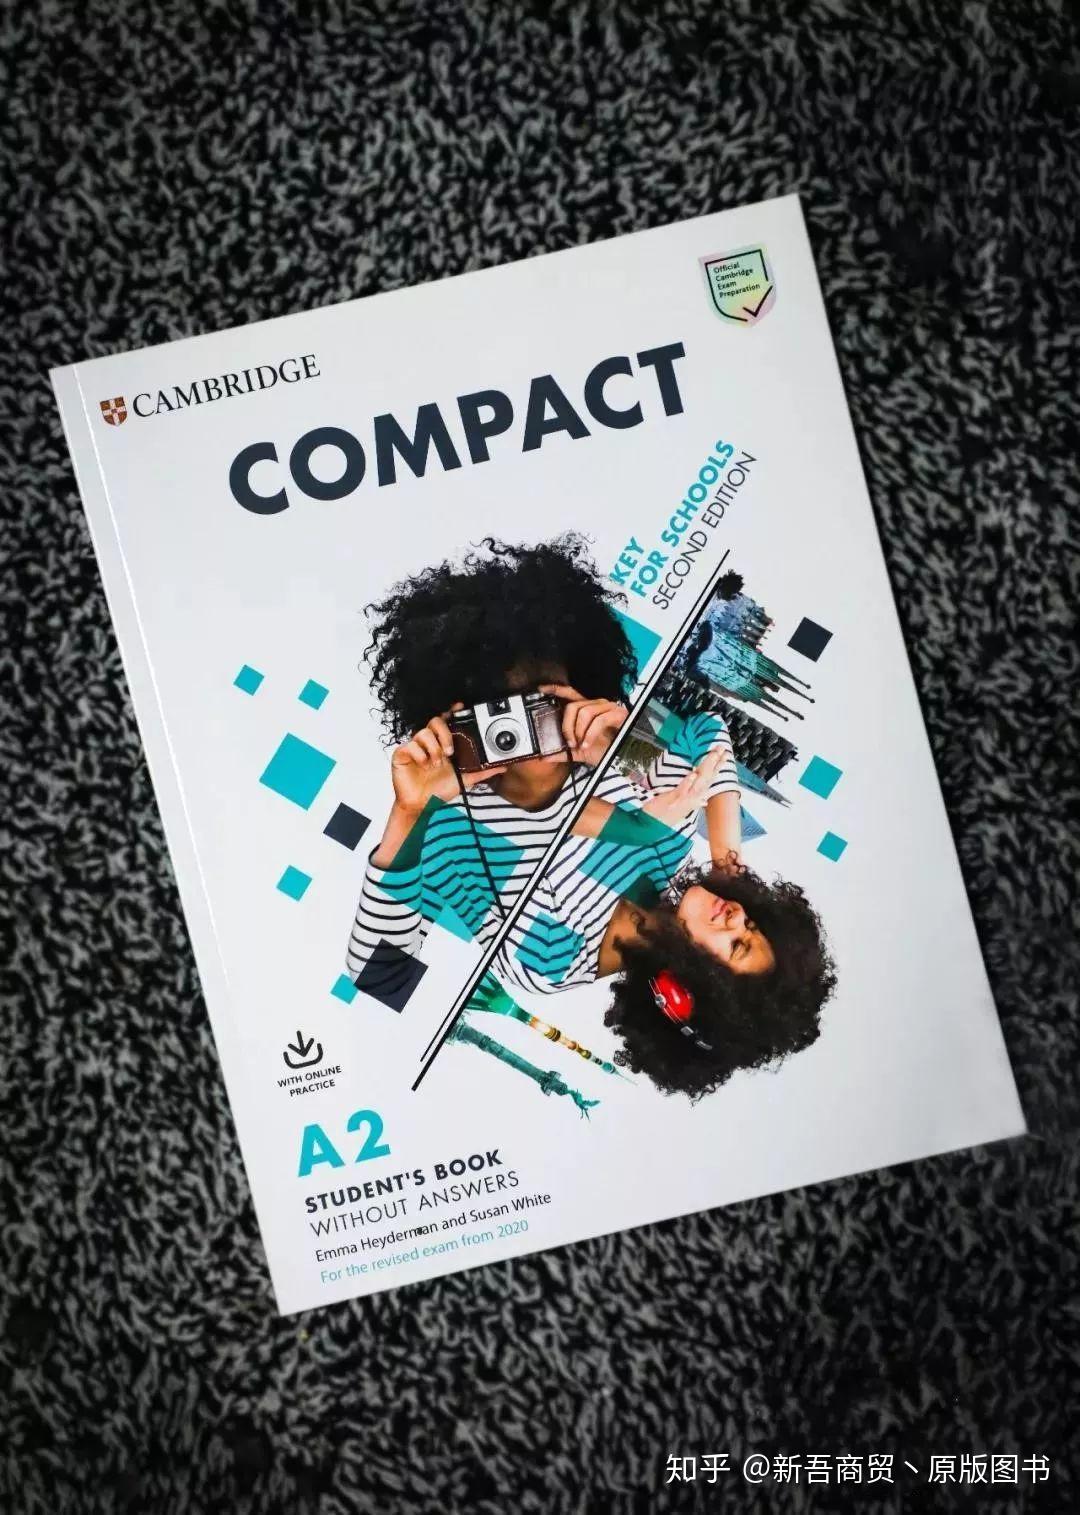 Official
Cambridge
Exam
Preparation
CAMBRIDGE
COMPACT
KEY
FOR SCHOOLS
SECOND EDITION
WITH ONLINE
PRACTICE
A2
STUDENT'S BOOK
WITHOUT ANSWERS
Emma Heyderman and Susan White
For the revised exam from 2020
知乎 @新吾商贸丶原版图书